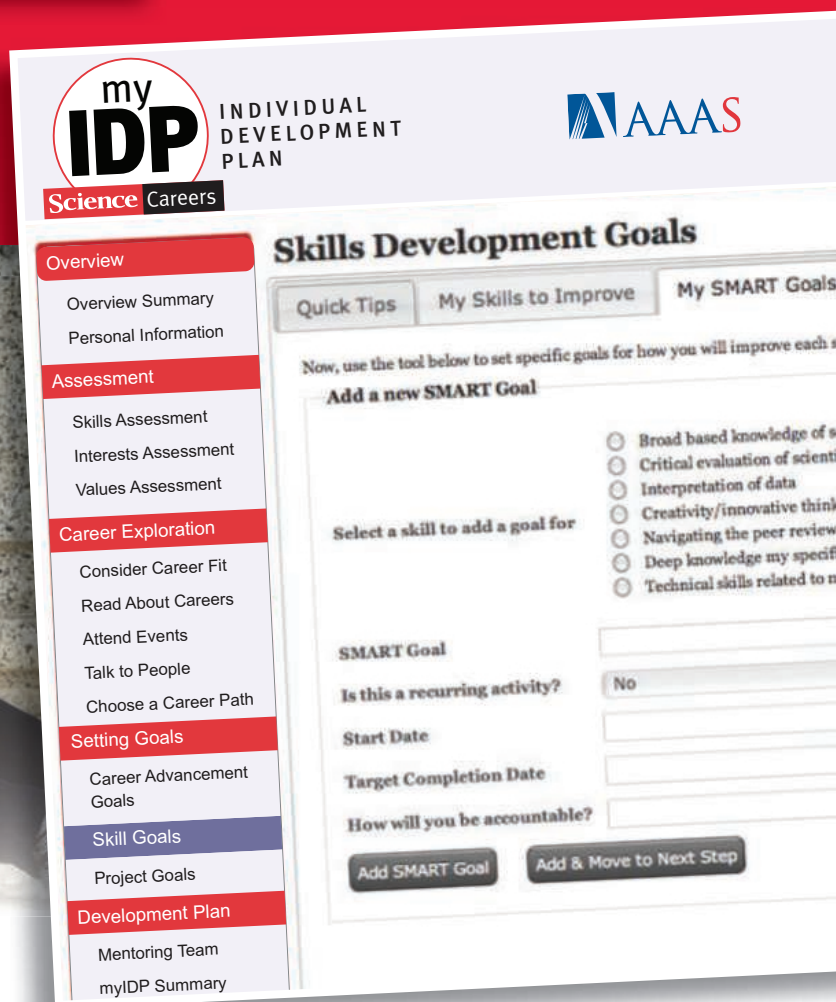 my
IDP
INDIVIDUAL
DEVELOPMENT
PLAN
Science Careers
AAAS
Overview
Overview Summary
Personal Information
Assessment
Skills Assessment
Interests Assessment
Values Assessment
Career Exploration
Consider Career Fit
Read About Careers
Attend Events
Talk to People
Choose a Career Path
Setting Goals
Career Advancement
Goals
Skill Goals
Project Goals
Development Plan
Mentoring Team
myIDP Summary
Skills Development Goals
Quick Tips My Skills to Improve My SMART Goals
Now, use the tool below to set specific goals for how you will improve each s
Add a new SMART Goal
Select a skill to add a goal for
Broad based knowledge of s
Critical evaluation of scienti
Interpretation of data
Creativity/innovative think
Navigating the peer review
Deep knowledge my specifi
Technical skills related to m
SMART Goal
Is this a recurring activity? No
Start Date
Target Completion Date
How will you be accountable?
Add SMART Goal Add & Move to Next Step